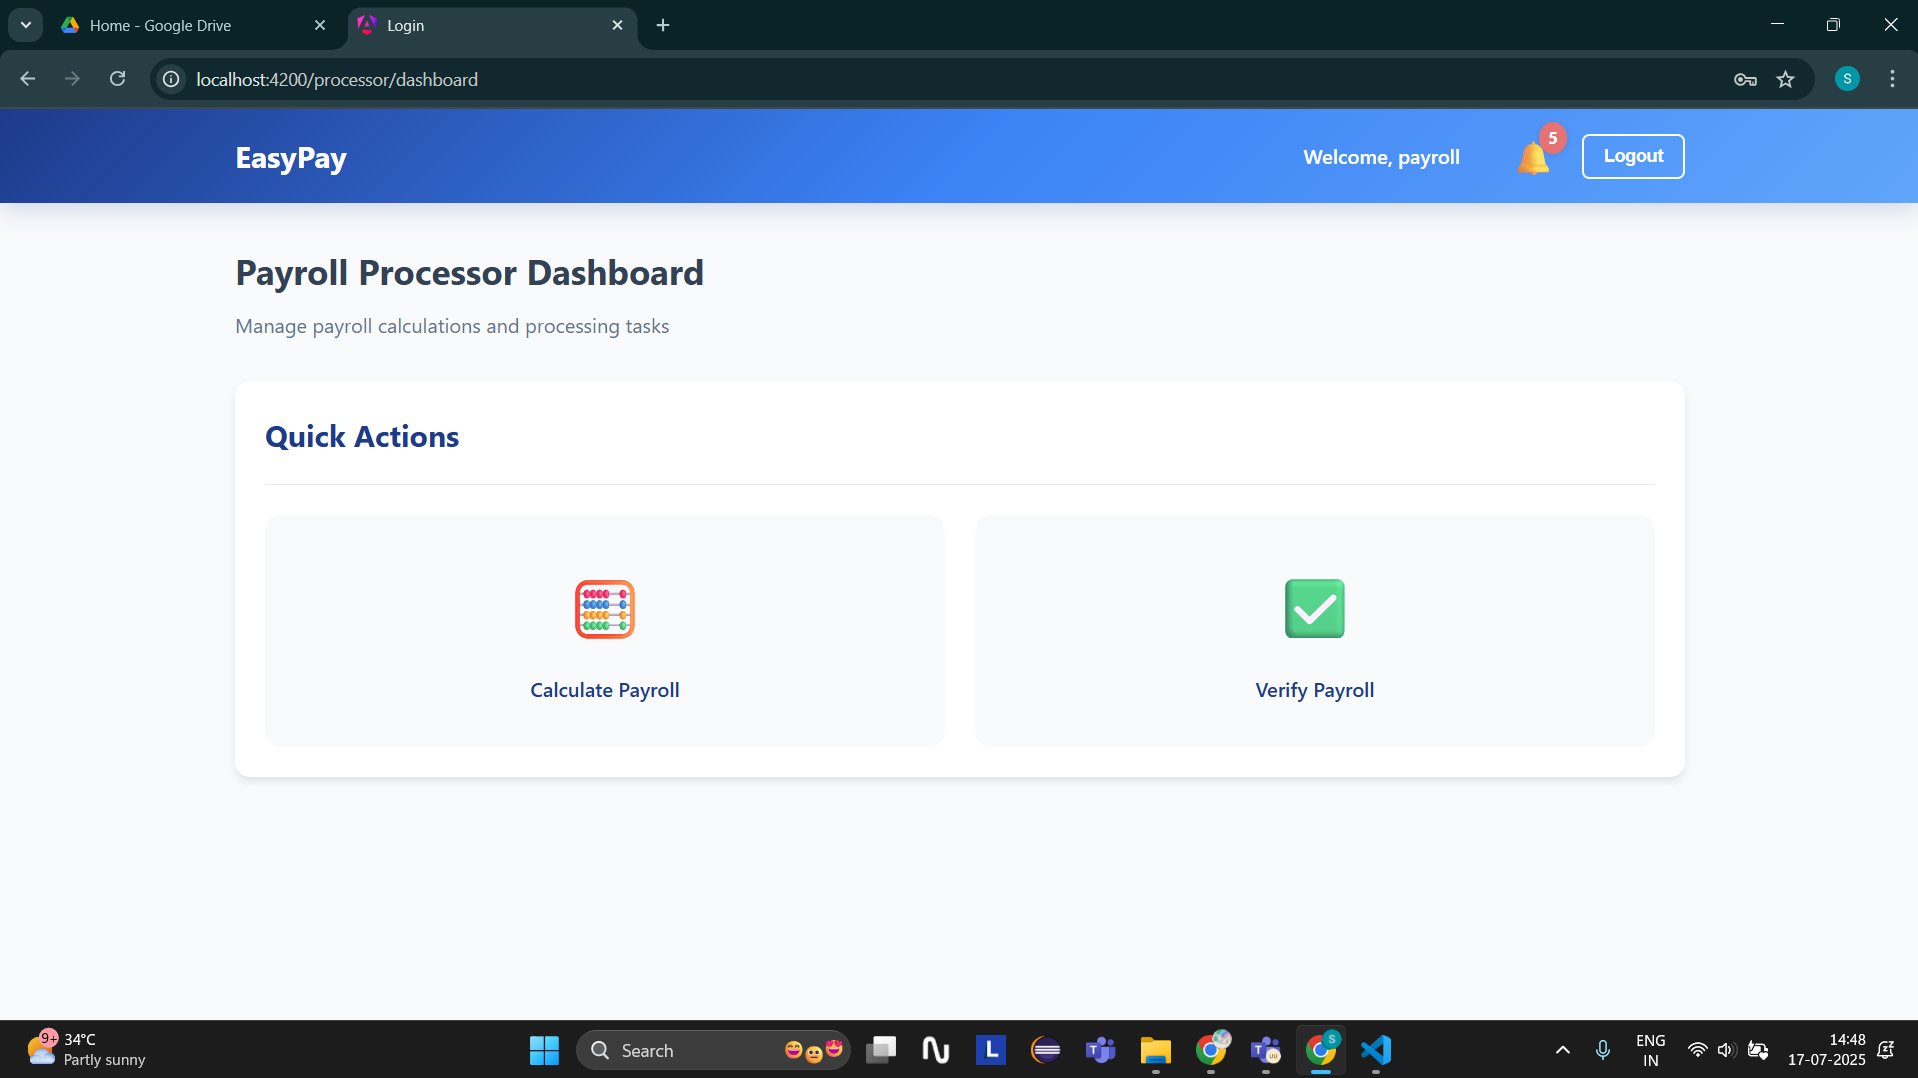 Home - Google Drive
Login
localhost:4200/processor/dashboard
S
EasyPay
Welcome, payroll
5
Logout
Payroll Processor Dashboard
Manage payroll calculations and processing tasks
Quick Actions
Calculate Payroll
Verify Payroll
9+
34°C
Partly sunny
Search
L
T
T
S
ENG
IN
14:48
17-07-2025